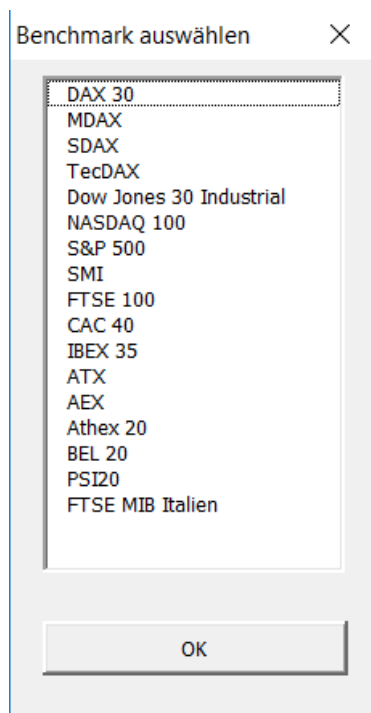 Benchmark auswählen
DAX 30
MDAX
SDAX
TecDAX
Dow Jones 30 Industrial
NASDAQ 100
S&P 500
SMI
FTSE 100
CAC 40
IBEX 35
ATX
AEX
Athex 20
BEL 20
PSI20
FTSE MIB Italien
OK